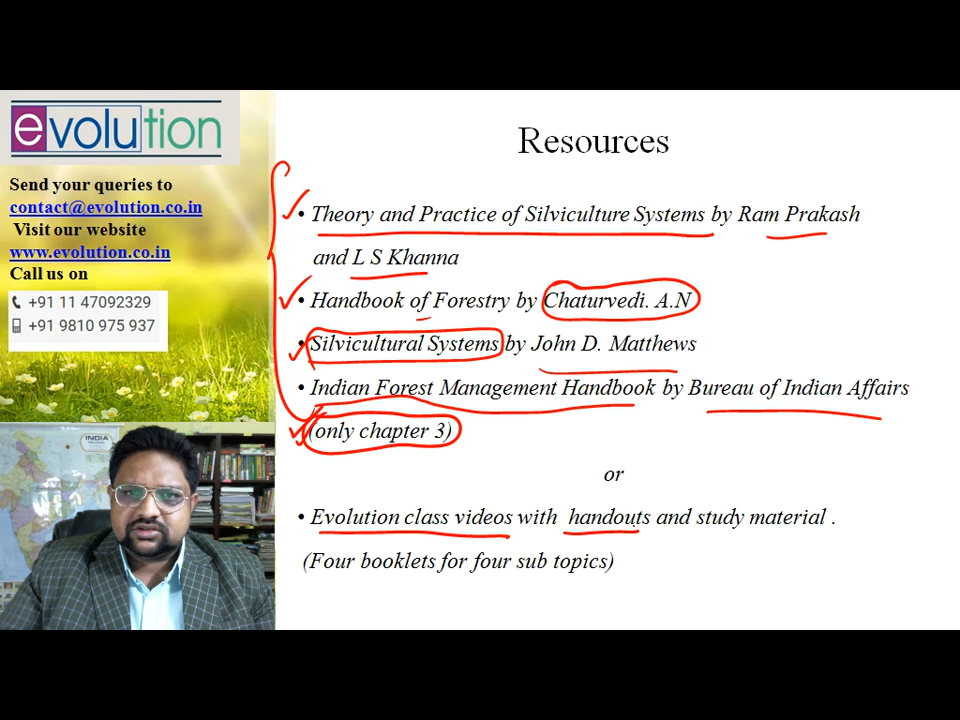 evolution
Send your queries to
contact@evolution.co.in
Visit our website
www.evolution.co.in
Call us on
+91 11 47092329
+91 9810 975 937
INDIA
Resources
• Theory and Practice of Silviculture Systems by Ram Prakash
and L S Khanna
• Handbook of Forestry by Chaturvedi. A.N
• Silvicultural Systems by John D. Matthews
• Indian Forest Management Handbook by Bureau of Indian Affairs
(only chapter 3)
or
• Evolution class videos with handouts and study material .
(Four booklets for four sub topics)